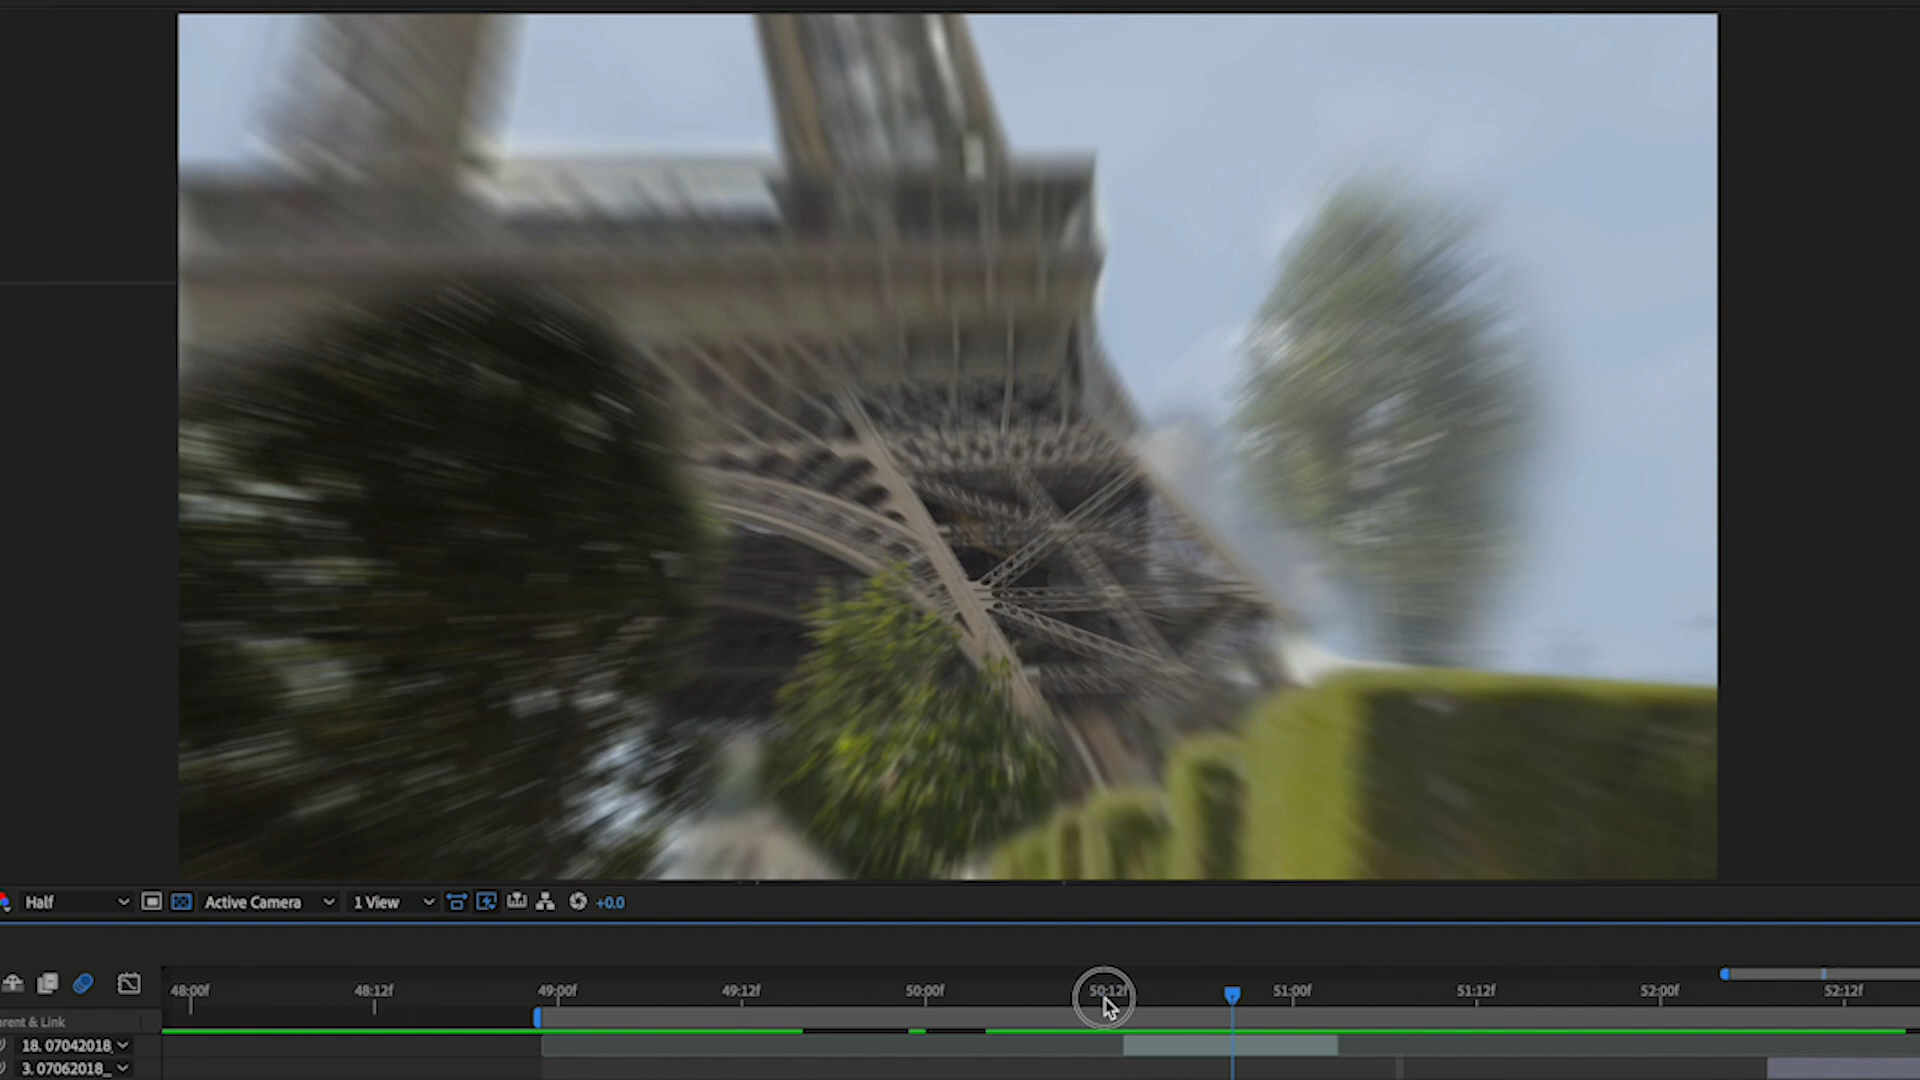 Half Active Camera 1 View +0.0
48:00f 48:12f 49:00f 49:12f 50:00f 50:12f 51:00f 51:12f 52:00f 52:12f
rent & Link
18. 07042018_
3. 07062018_